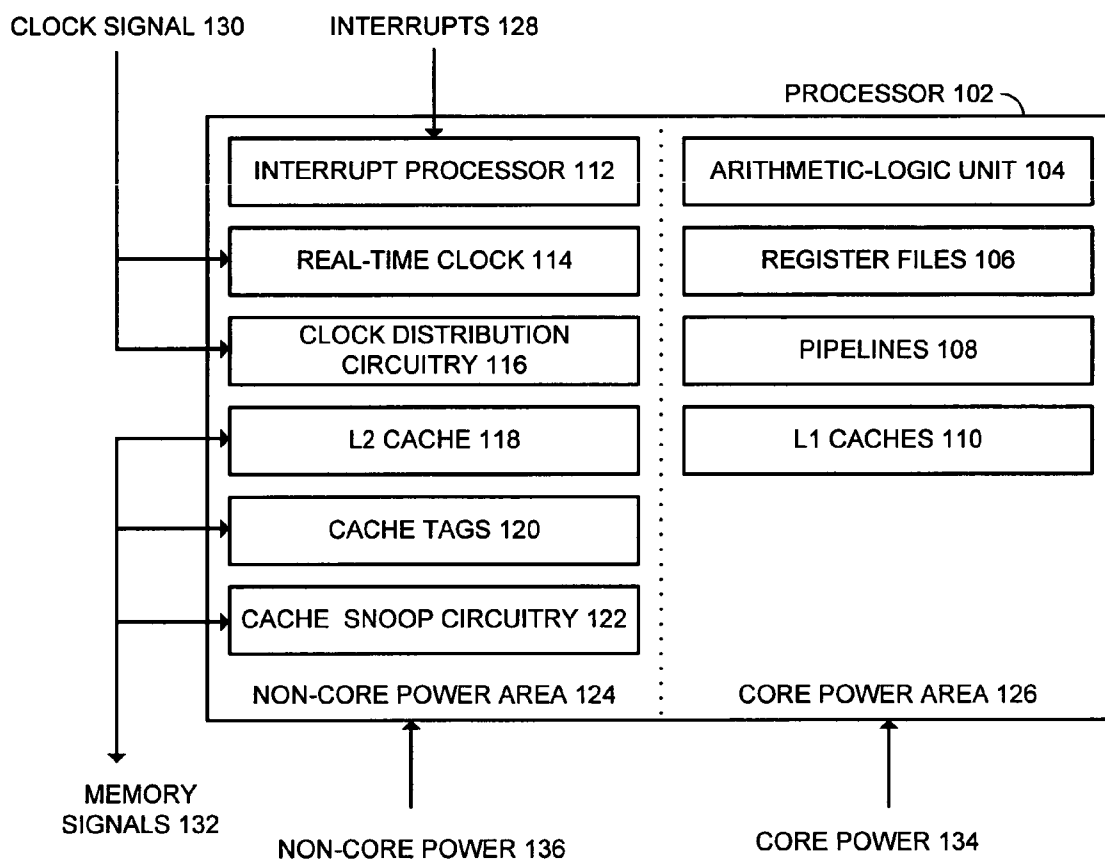 CLOCK SIGNAL 130
INTERRUPTS 128
PROCESSOR 102
INTERRUPT PROCESSOR 112
ARITHMETIC-LOGIC UNIT 104
REAL-TIME CLOCK 114
REGISTER FILES 106
CLOCK DISTRIBUTION
CIRCUITRY 116
PIPELINES 108
L2 CACHE 118
L1 CACHES 110
CACHE TAGS 120
CACHE SNOOP CIRCUITRY 122
NON-CORE POWER AREA 124
CORE POWER AREA 126
MEMORY
SIGNALS 132
NON-CORE POWER 136
CORE POWER 134